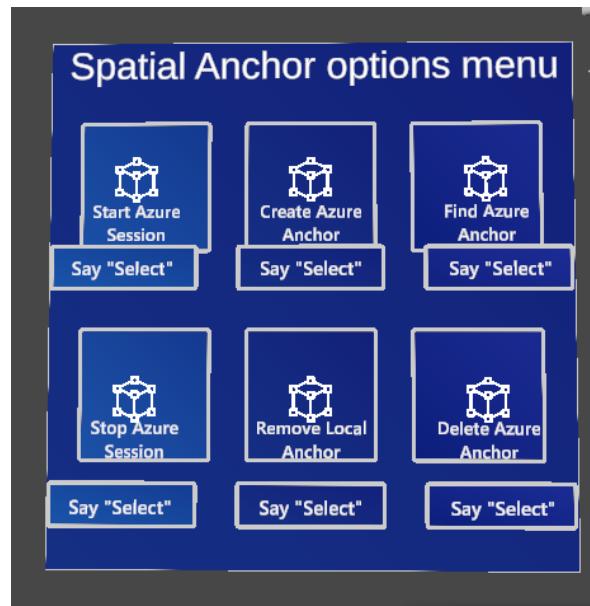 Spatial Anchor options menu
Start Azure
Session
Say "Select"
Create Azure
Anchor
Say "Select"
Find Azure
Anchor
Say "Select"
Stop Azure
Session
Say "Select"
Remove Local
Anchor
Say "Select"
Delete Azure
Anchor
Say "Select"